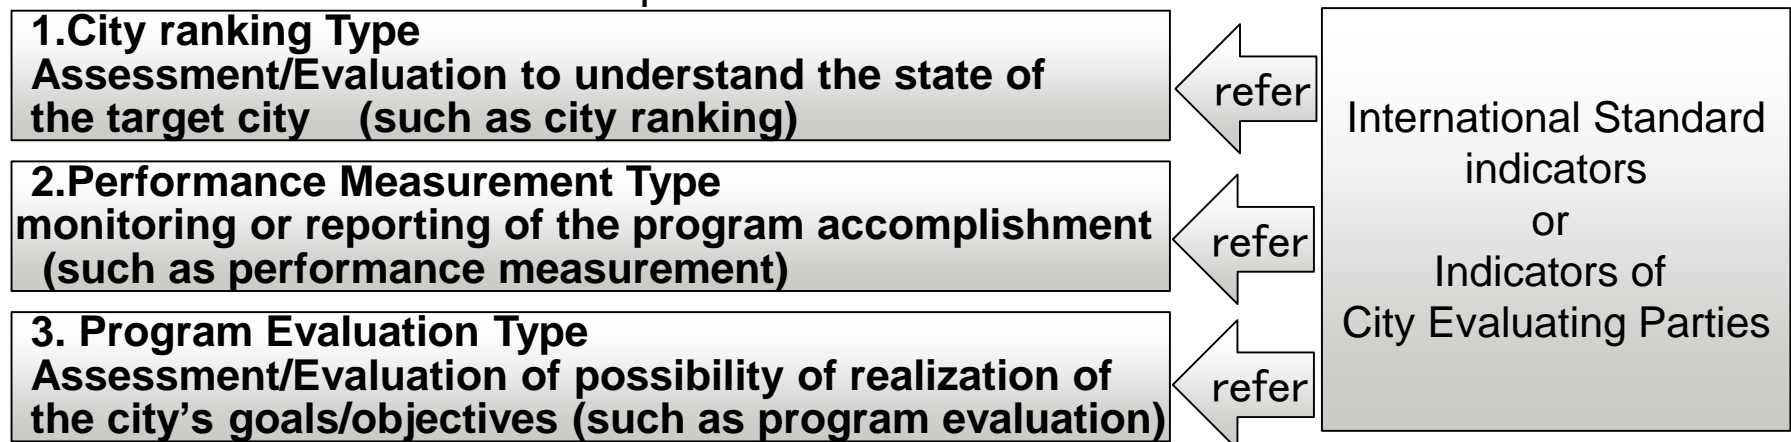 1.City ranking Type
Assessment/Evaluation to understand the state of
the target city (such as city ranking)
refer
2.Performance Measurement Type
monitoring or reporting of the program accomplishment
(such as performance measurement)
refer
3. Program Evaluation Type
Assessment/Evaluation of possibility of realization of
the city’s goals/objectives (such as program evaluation)
refer
International Standard
indicators
or
Indicators of
City Evaluating Parties